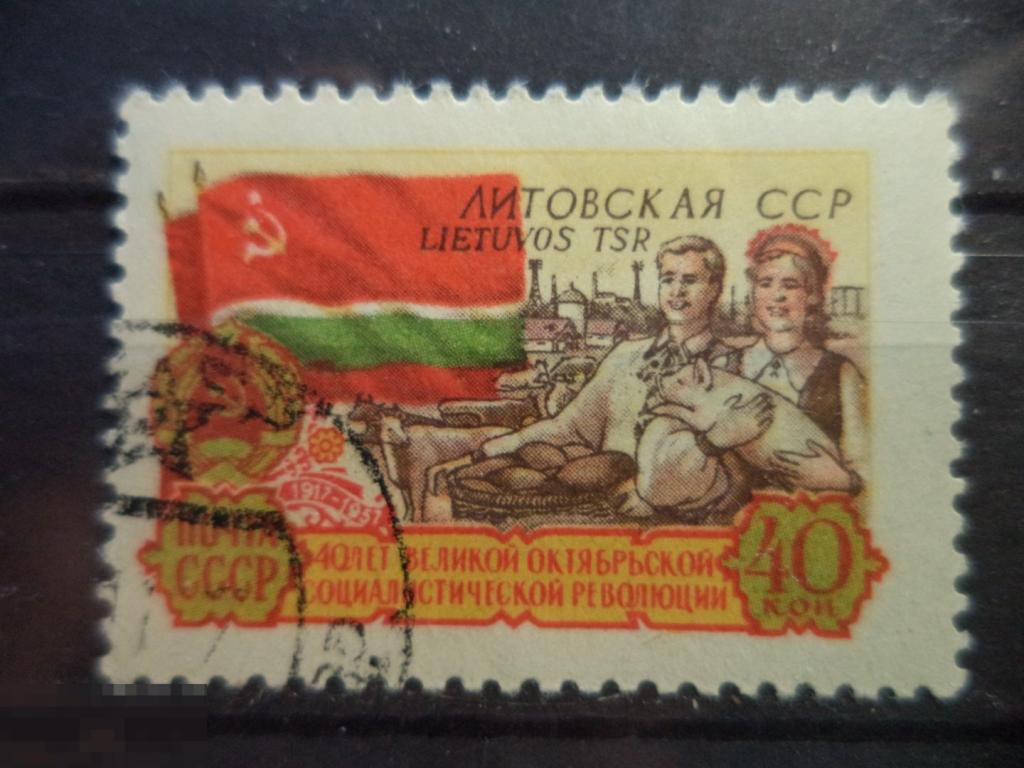 ЛИТОВСКАЯ ССР
LIETUVOS TSR
1917-1957
ПОЧТА
СССР
40 ЛЕТ ВЕЛИКОЙ ОКТЯБРЬСКОЙ
СОЦИАЛИСТИЧЕСКОЙ РЕВОЛЮЦИИ
40
КОП